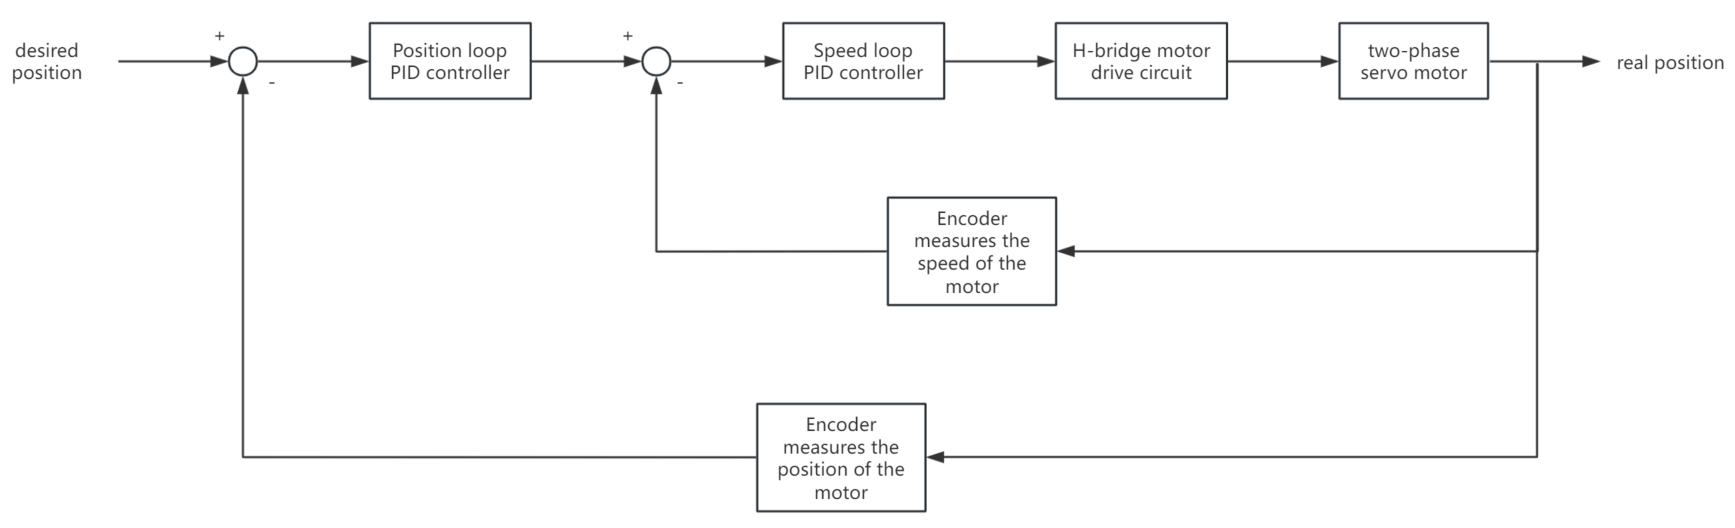 desired
position
+
-
Position loop
PID controller
+
-
Speed loop
PID controller
H-bridge motor
drive circuit
two-phase
servo motor
real position
Encoder
measures the
speed of the
motor
Encoder
measures the
position of the
motor